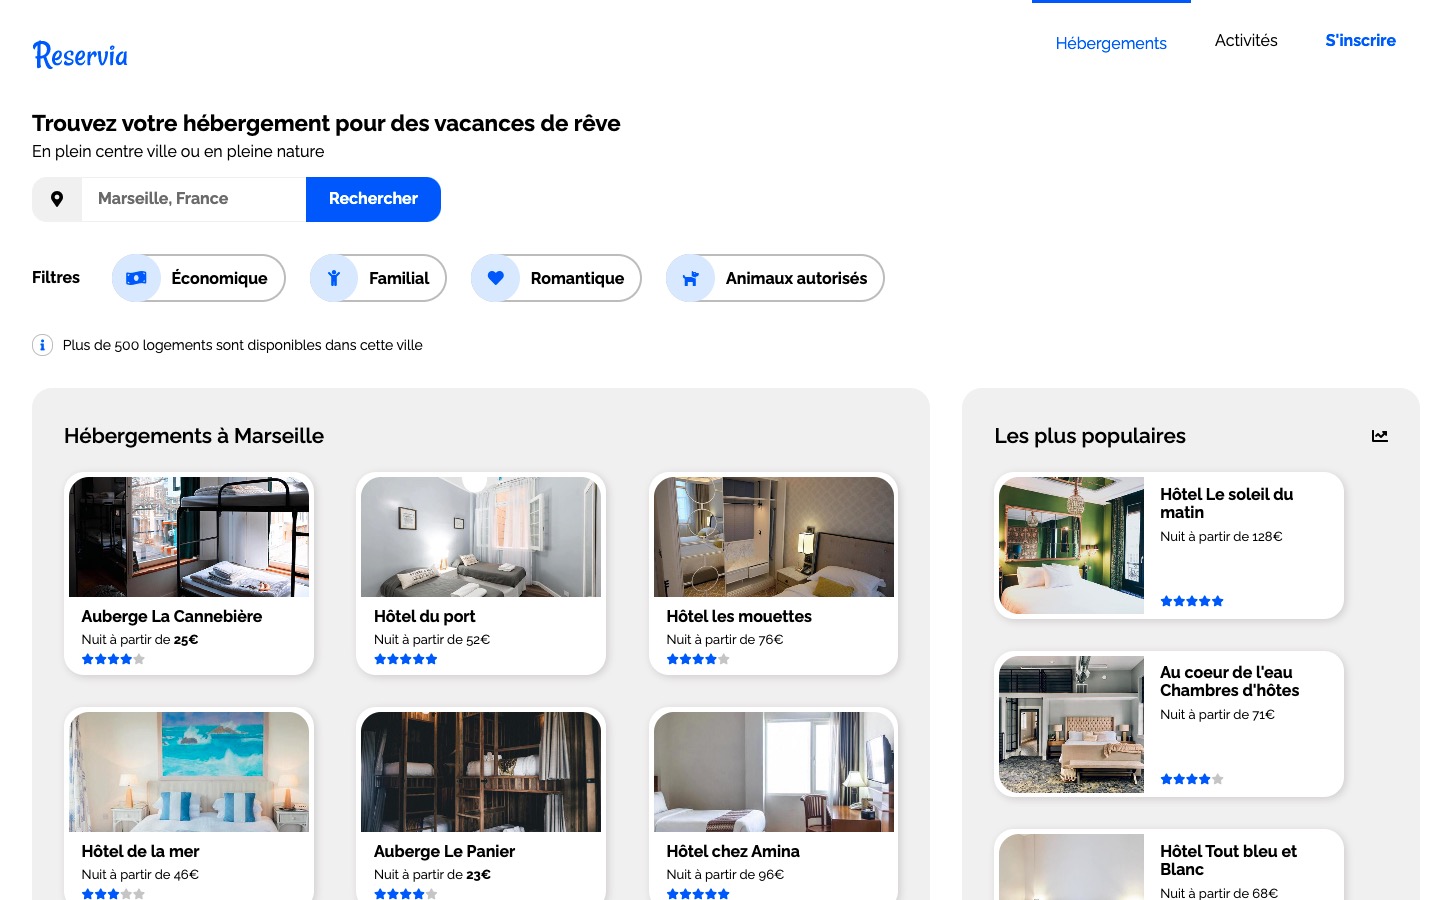 Reservia
Hébergements
Activités
S'inscrire
Trouvez votre hébergement pour des vacances de rêve
En plein centre ville ou en pleine nature
Marseille, France
Rechercher
Filtres
Économique
Familial
Romantique
Animaux autorisés
Plus de 500 logements sont disponibles dans cette ville
Hébergements à Marseille
Auberge La Cannebière
Nuit à partir de 25€
Hôtel du port
Nuit à partir de 52€
Hôtel les mouettes
Nuit à partir de 76€
Hôtel de la mer
Nuit à partir de 46€
Auberge Le Panier
Nuit à partir de 23€
Hôtel chez Amina
Nuit à partir de 96€
Les plus populaires
Hôtel Le soleil du
matin
Nuit à partir de 128€
Au coeur de l'eau
Chambres d'hôtes
Nuit à partir de 71€
Hôtel Tout bleu et
Blanc
Nuit à partir de 68€